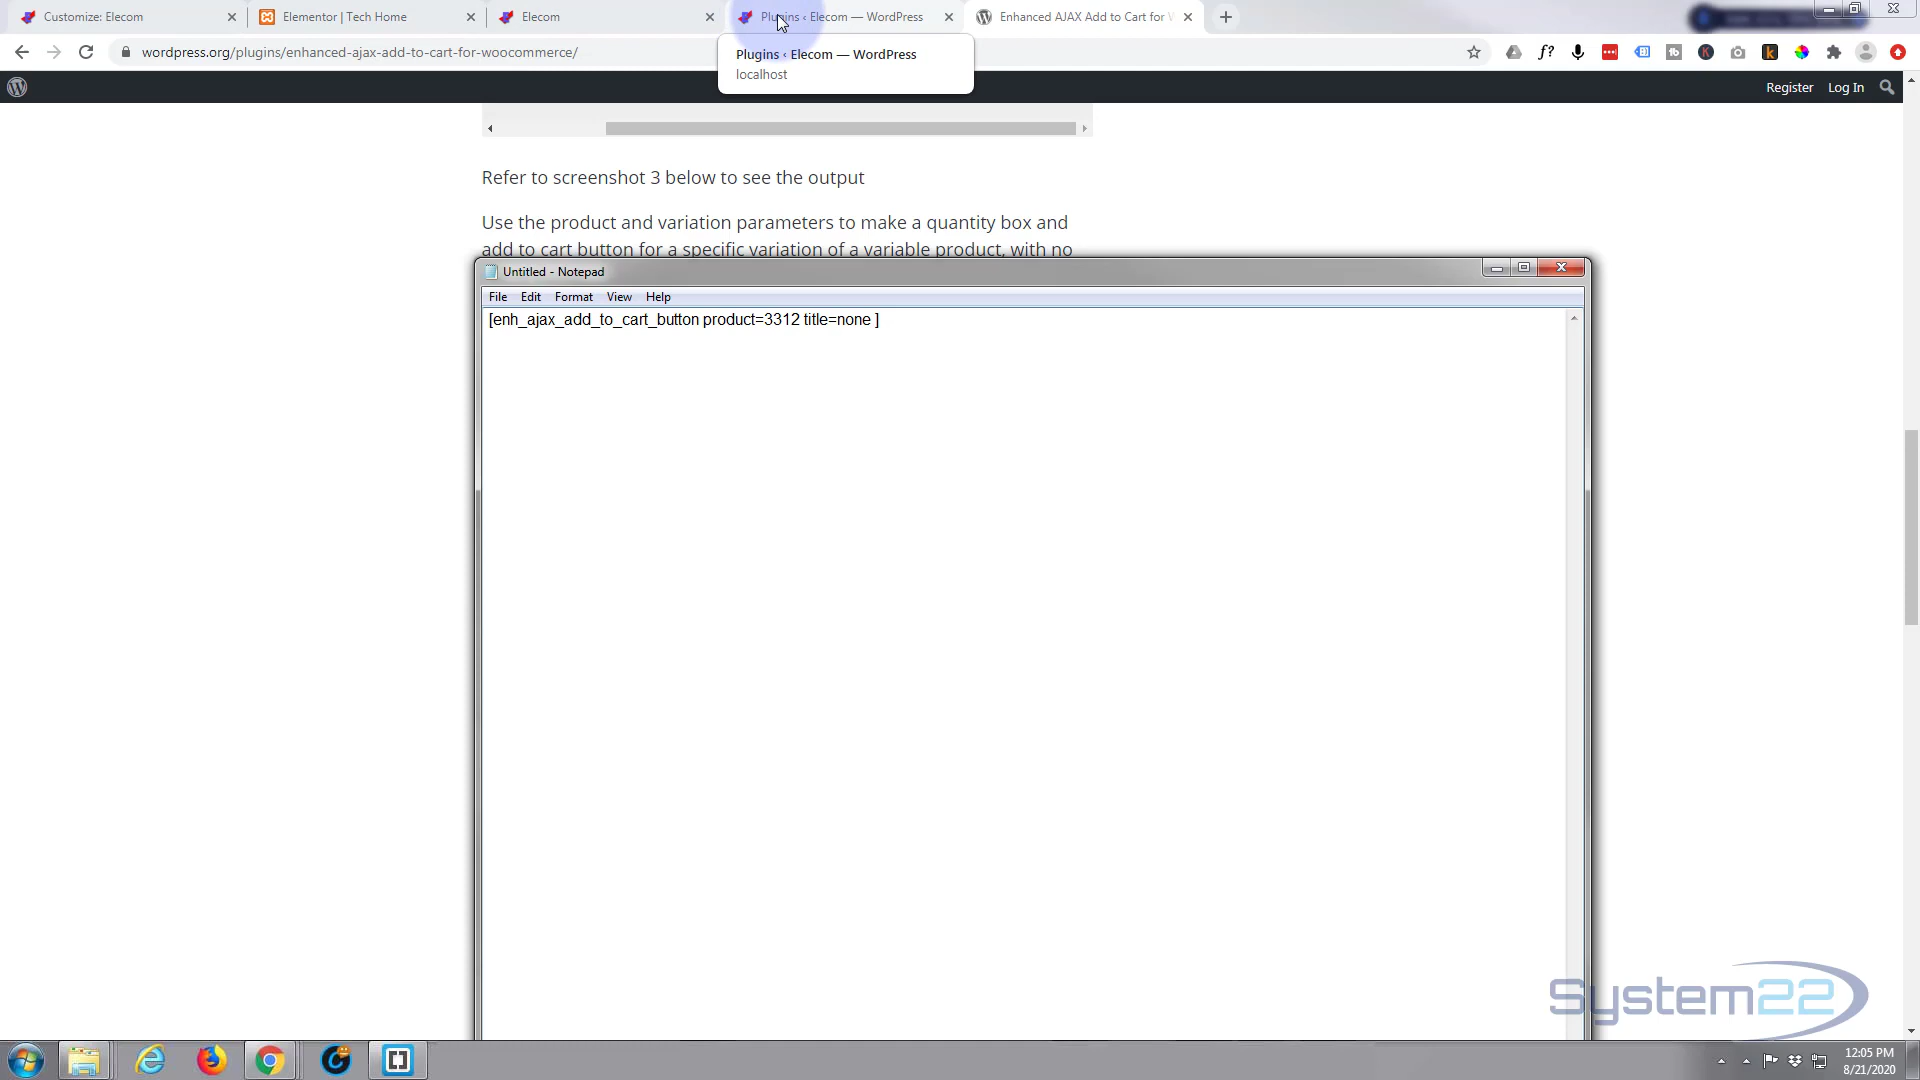 Customize: Elecom
Elementor | Tech Home
Elecom
Plugins ‹ Elecom — WordPress
Enhanced AJAX Add to Cart for W
wordpress.org/plugins/enhanced-ajax-add-to-cart-for-woocommerce/
Plugins ‹ Elecom — WordPress
localhost
Register Log In
Refer to screenshot 3 below to see the output
Use the product and variation parameters to make a quantity box and
add to cart button for a specific variation of a variable product, with no
Untitled - Notepad
File Edit Format View Help
[enh_ajax_add_to_cart_button product=3312 title=none ]
System22
12:05 PM
8/21/2020